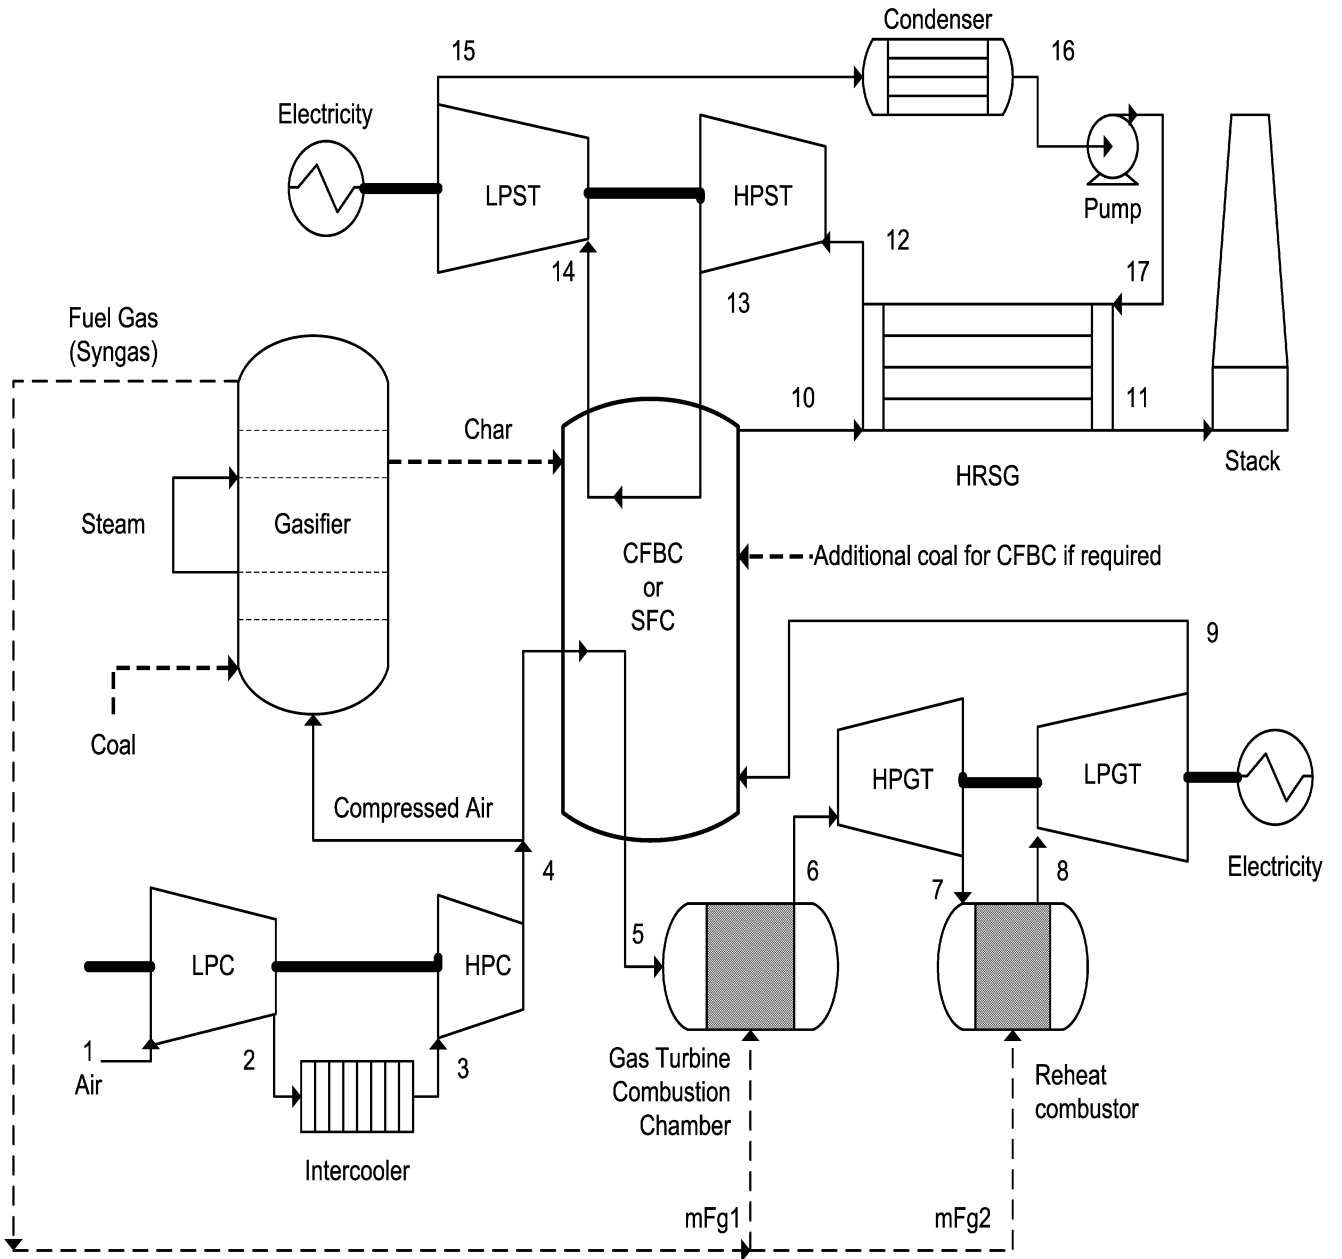 Condenser
15
16
Electricity
LPST
HPST
Pump
12
14
13
17
Fuel Gas
(Syngas)
10
11
Char
HRSG
Stack
Steam
Gasifier
CFBC
or
SFC
Additional coal for CFBC if required
9
Coal
HPGT
LPGT
Compressed Air
4
6
7
8
Electricity
5
LPC
HPC
1
Air
2
3
Gas Turbine
Combustion
Chamber
Reheat
combustor
Intercooler
mFg1
mFg2